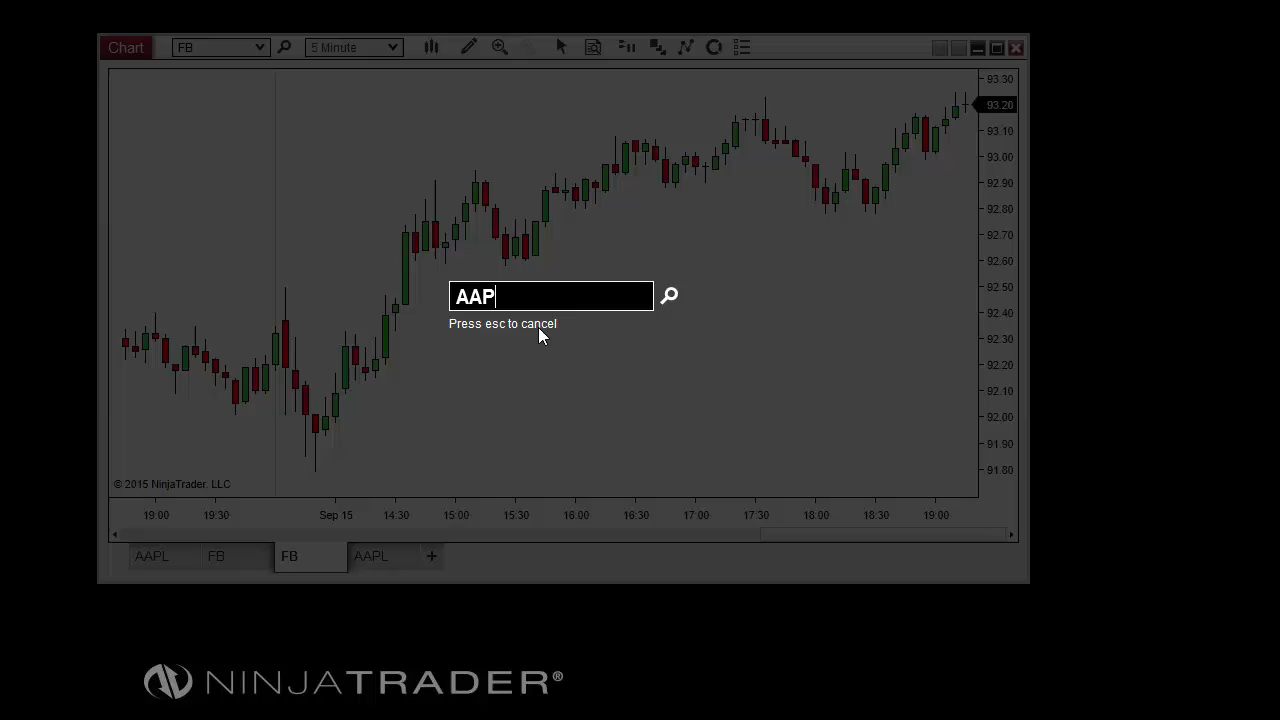 Chart FB 5 Minute
93.30
93.20
93.10
93.00
92.90
92.80
92.70
92.60
92.50
92.40
92.30
92.20
92.10
92.00
91.90
91.80
AAP
Press esc to cancel
© 2015 NinjaTrader, LLC
19:00 19:30 Sep 15 14:30 15:00 15:30 16:00 16:30 17:00 17:30 18:00 18:30 19:00
AAPL FB FB AAPL +
NINJATRADER®